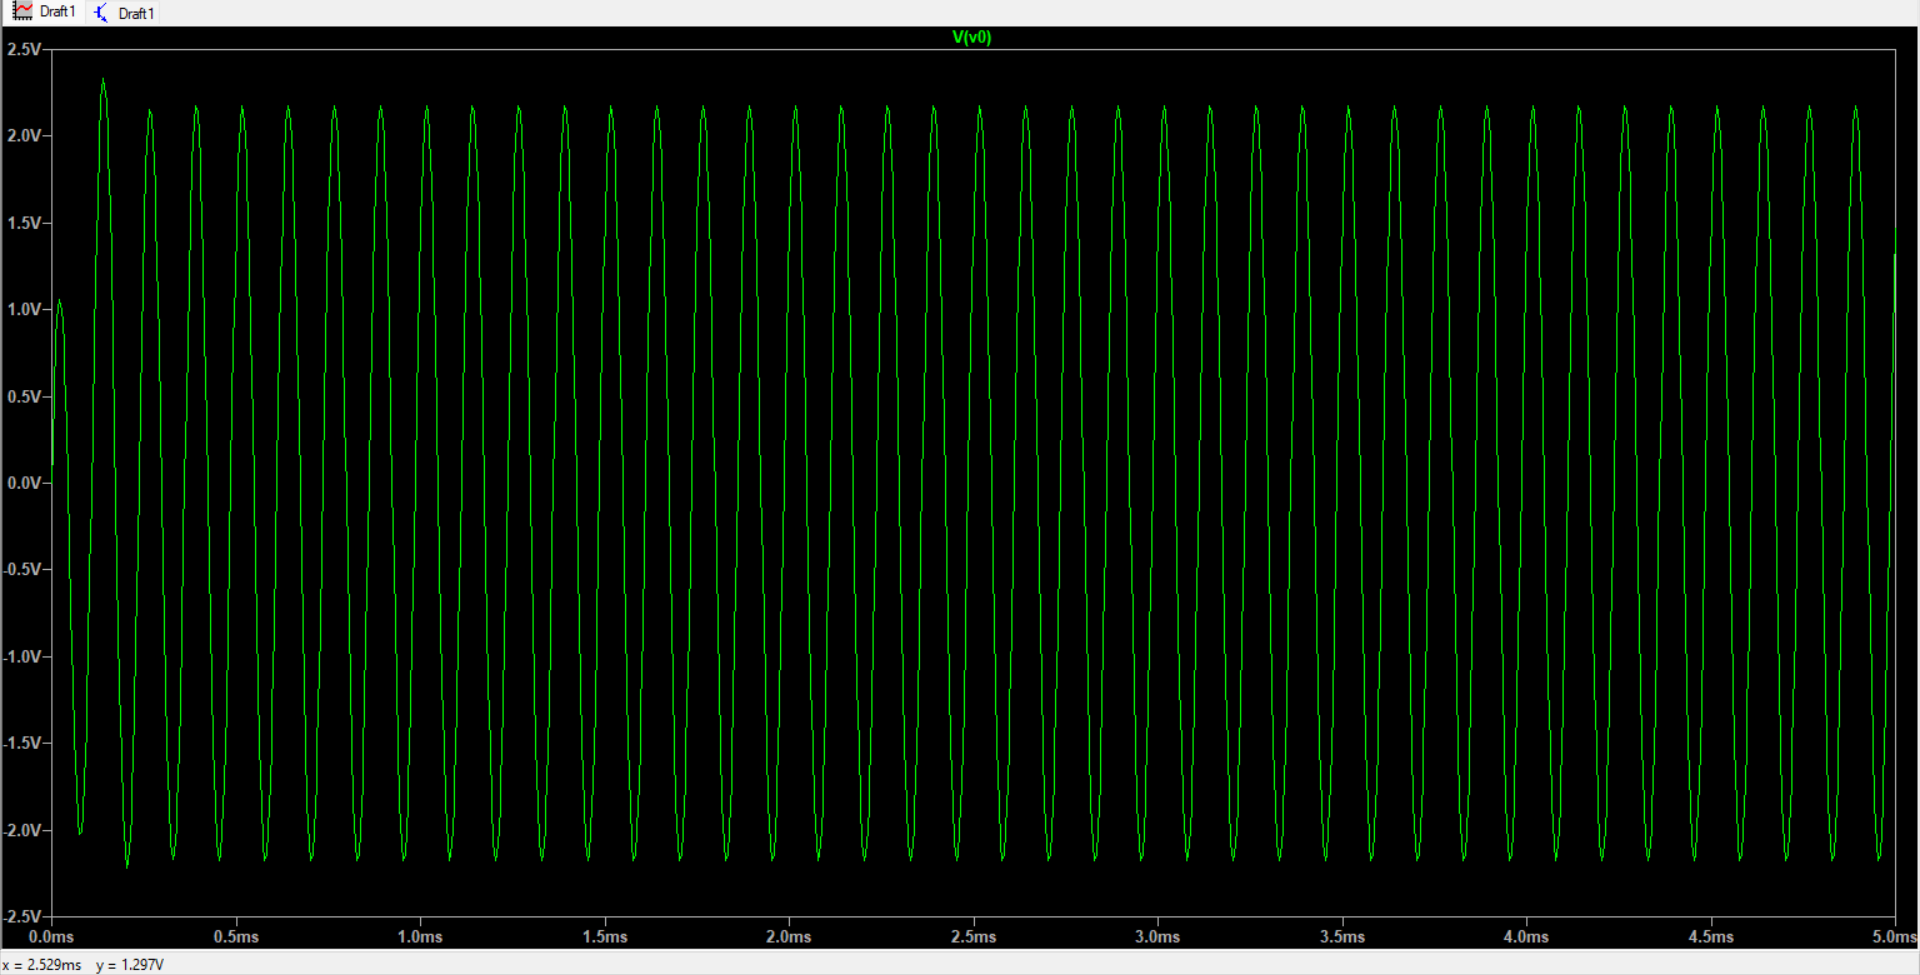 Draft1 Draft1
V(v0)
2.5V
2.0V
1.5V
1.0V
0.5V
0.0V
-0.5V
-1.0V
-1.5V
-2.0V
-2.5V
0.0ms 0.5ms 1.0ms 1.5ms 2.0ms 2.5ms 3.0ms 3.5ms 4.0ms 4.5ms 5.0ms
x = 2.529ms y = 1.297V